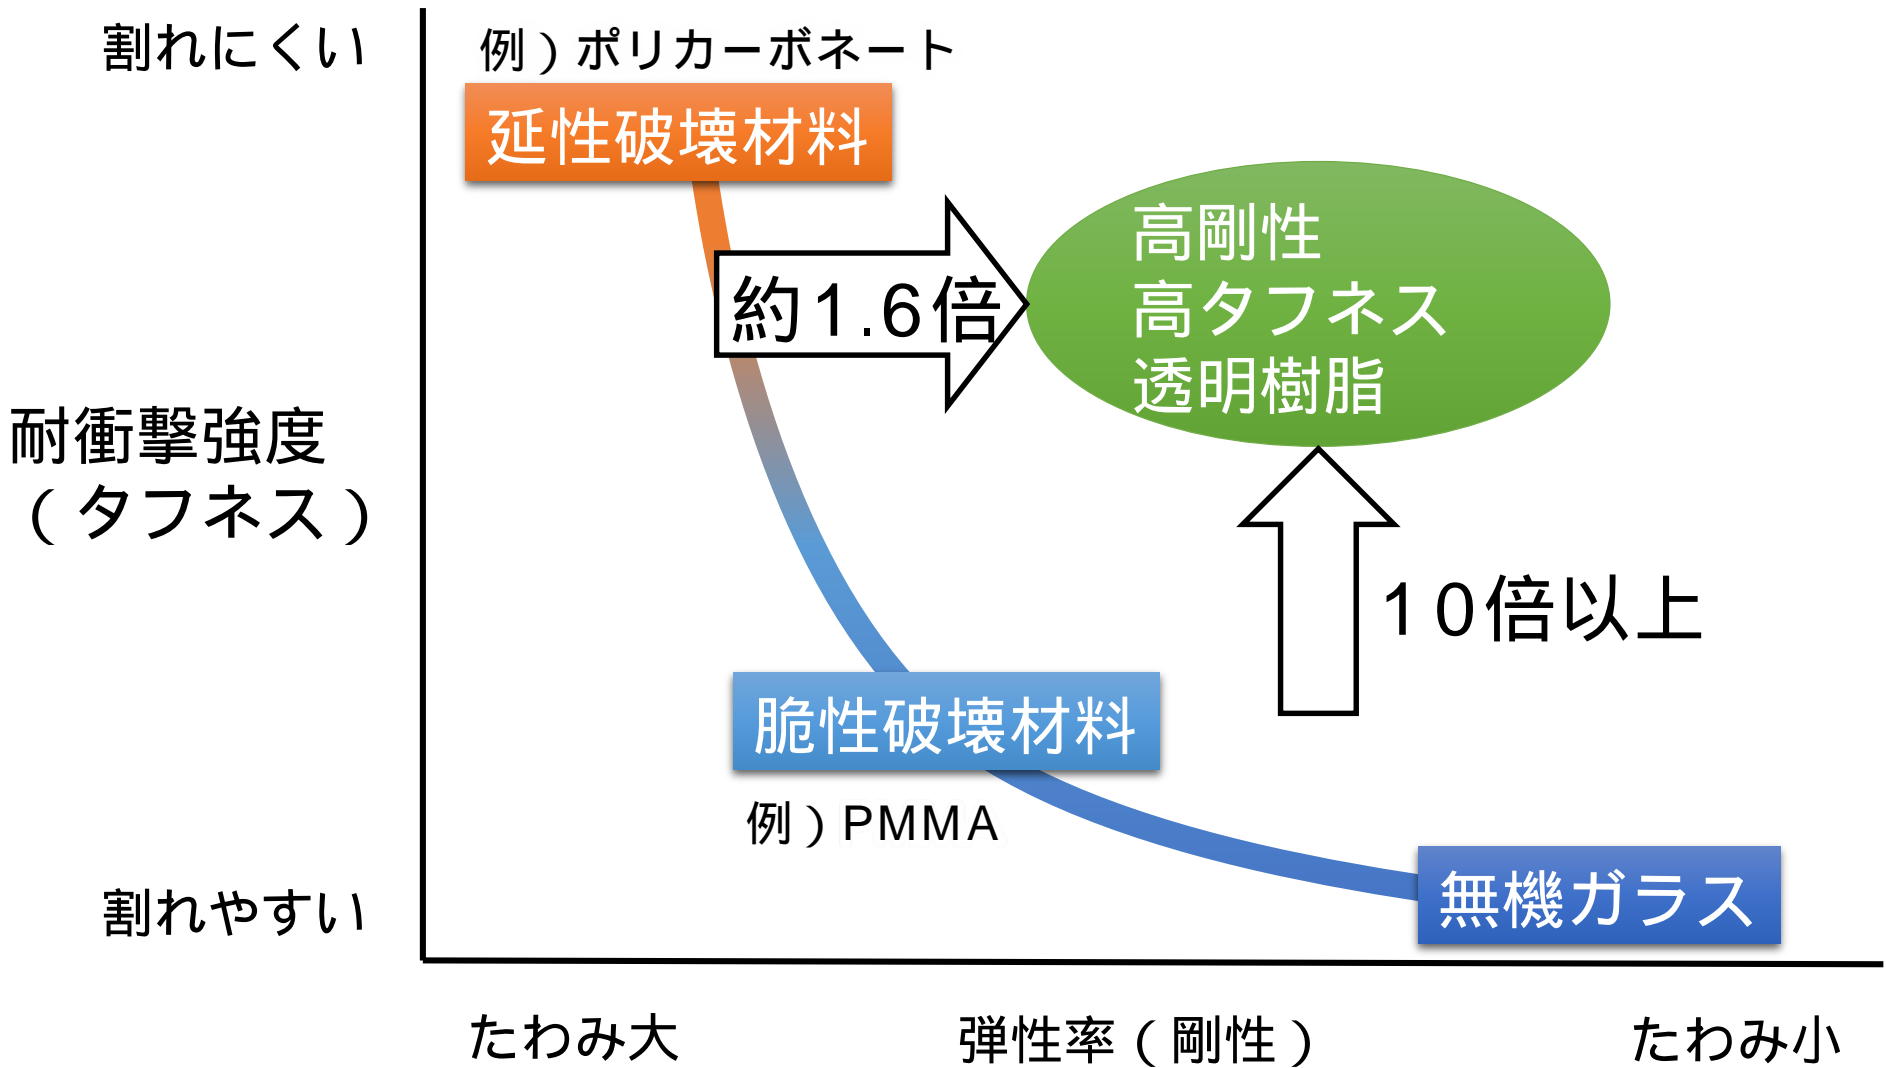 割れにくい
例）ポリカーボネート
延性破壊材料
高剛性
高タフネス
透明樹脂
約1.6倍
耐衝撃強度
（タフネス）
10倍以上
脆性破壊材料
例）PMMA
無機ガラス
割れやすい
たわみ大
弾性率（剛性）
たわみ小